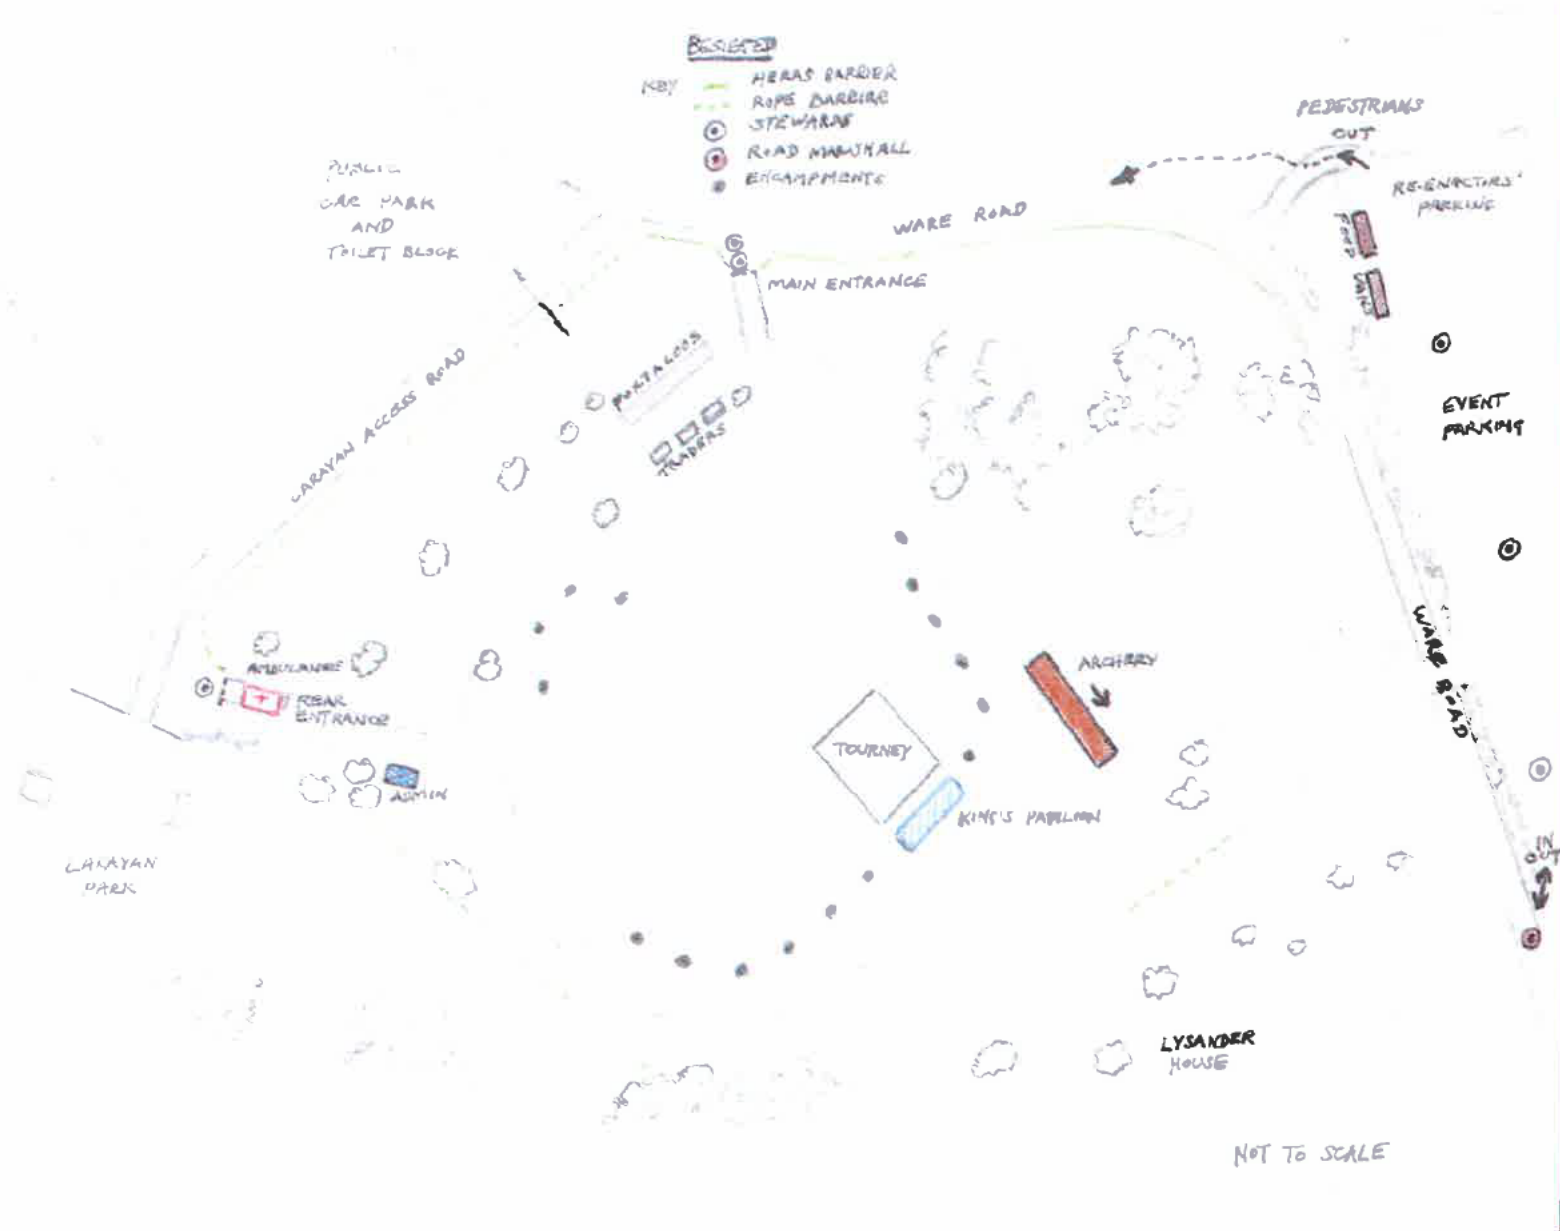 BESIEGED
KEY
HERAS BARRIER
ROPE BARRIRE
STEWARDS
ROAD MARSHALL
ENCAMPMENTS
PUBLIC
CAR PARK
AND
TOILET BLOCK
PEDESTRIANS
OUT
RE-ENACTORS'
PARKING
WARE ROAD
MAIN ENTRANCE
FOOD
VANS
EVENT
PARKING
CARAVAN ACCESS ROAD
PORTALOOS
TRADERS
WARE ROAD
AMBULANCE
REAR
ENTRANCE
ARCHERY
TOURNEY
KING'S PAVILION
ADMIN
CARAVAN
PARK
IN
OUT
LYSANDER
HOUSE
NOT TO SCALE